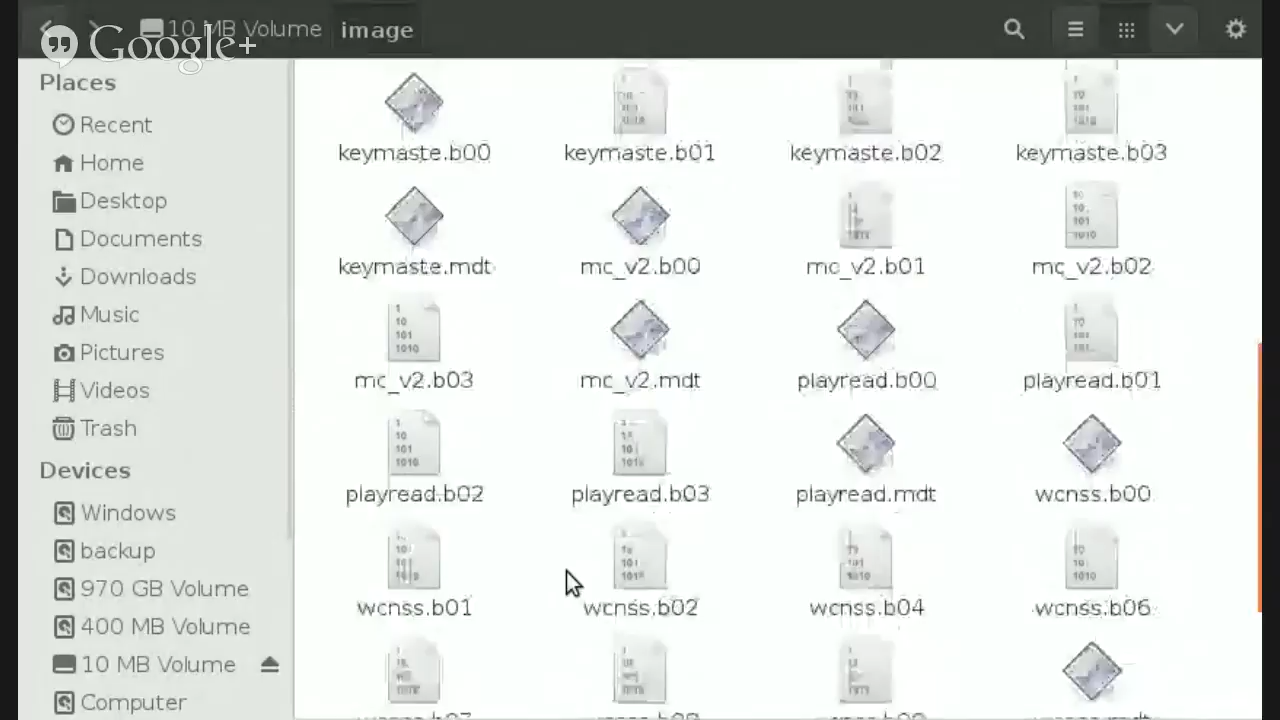 10 MB Volume
image
Google+
Places
Recent
Home
Desktop
Documents
Downloads
Music
Pictures
Videos
Trash
Devices
Windows
backup
970 GB Volume
400 MB Volume
10 MB Volume
Computer
keymaste.b00 keymaste.b01 keymaste.b02 keymaste.b03
keymaste.mdt mc_v2.b00 mc_v2.b01 mc_v2.b02
mc_v2.b03 mc_v2.mdt playread.b00 playread.b01
playread.b02 playread.b03 playread.mdt wcnss.b00
wcnss.b01 wcnss.b02 wcnss.b04 wcnss.b06